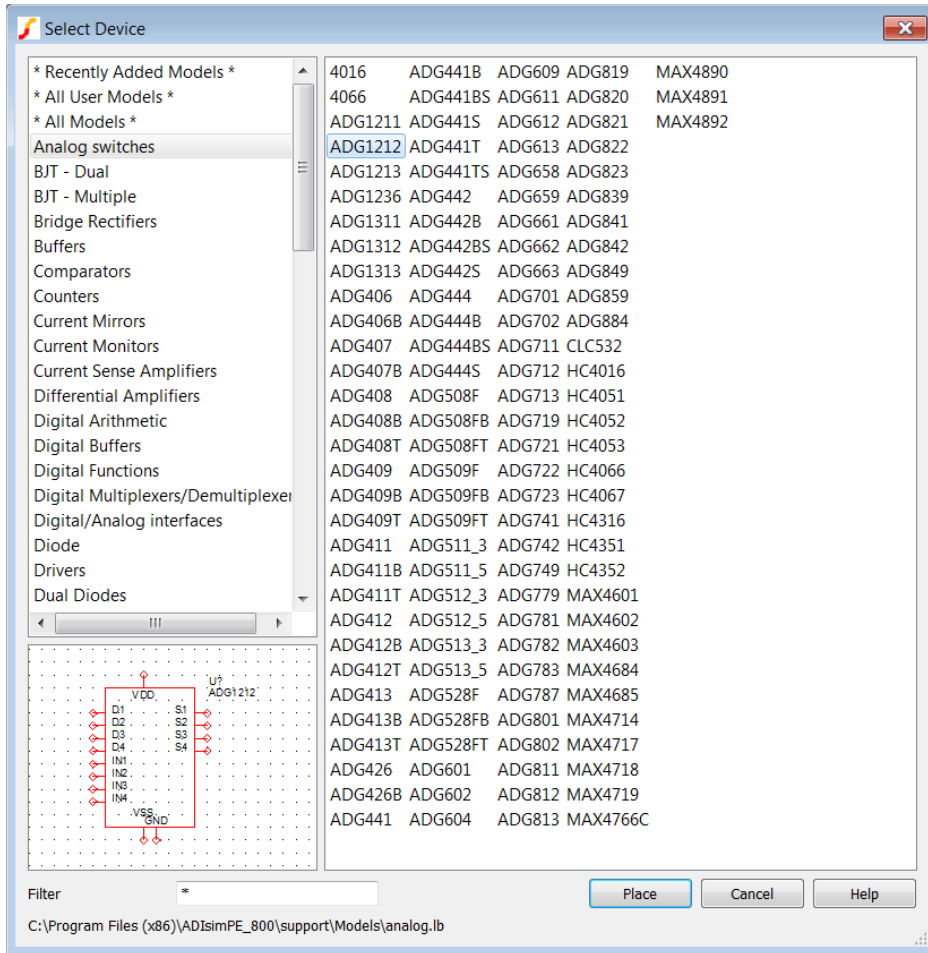 Select Device
* Recently Added Models *
* All User Models *
* All Models *
Analog switches
BJT - Dual
BJT - Multiple
Bridge Rectifiers
Buffers
Comparators
Counters
Current Mirrors
Current Monitors
Current Sense Amplifiers
Differential Amplifiers
Digital Arithmetic
Digital Buffers
Digital Functions
Digital Multiplexers/Demultiplexer
Digital/Analog interfaces
Diode
Drivers
Dual Diodes
4016 ADG441B ADG609 ADG819 MAX4890
4066 ADG441BS ADG611 ADG820 MAX4891
ADG1211 ADG441S ADG612 ADG821 MAX4892
ADG1212 ADG441T ADG613 ADG822
ADG1213 ADG441TS ADG658 ADG823
ADG1236 ADG442 ADG659 ADG839
ADG1311 ADG442B ADG661 ADG841
ADG1312 ADG442BS ADG662 ADG842
ADG1313 ADG442S ADG663 ADG849
ADG406 ADG444 ADG701 ADG859
ADG406B ADG444B ADG702 ADG884
ADG407 ADG444BS ADG711 CLC532
ADG407B ADG444S ADG712 HC4016
ADG408 ADG508F ADG713 HC4051
ADG408B ADG508FB ADG719 HC4052
ADG408T ADG508FT ADG721 HC4053
ADG409 ADG509F ADG722 HC4066
ADG409B ADG509FB ADG723 HC4067
ADG409T ADG509FT ADG741 HC4316
ADG411 ADG511_3 ADG742 HC4351
ADG411B ADG511_5 ADG749 HC4352
ADG411T ADG512_3 ADG779 MAX4601
ADG412 ADG512_5 ADG781 MAX4602
ADG412B ADG513_3 ADG782 MAX4603
ADG412T ADG513_5 ADG783 MAX4684
ADG413 ADG528F ADG787 MAX4685
ADG413B ADG528FB ADG801 MAX4714
ADG413T ADG528FT ADG802 MAX4717
ADG426 ADG601 ADG811 MAX4718
ADG426B ADG602 ADG812 MAX4719
ADG441 ADG604 ADG813 MAX4766C
U?
VDD ADG1212
D1 S1
D2 S2
D3 S3
D4 S4
IN1
IN2
IN3
IN4
VSS
GND
Filter * Place Cancel Help
C:\Program Files (x86)\ADIsimPE_800\support\Models\analog.lb